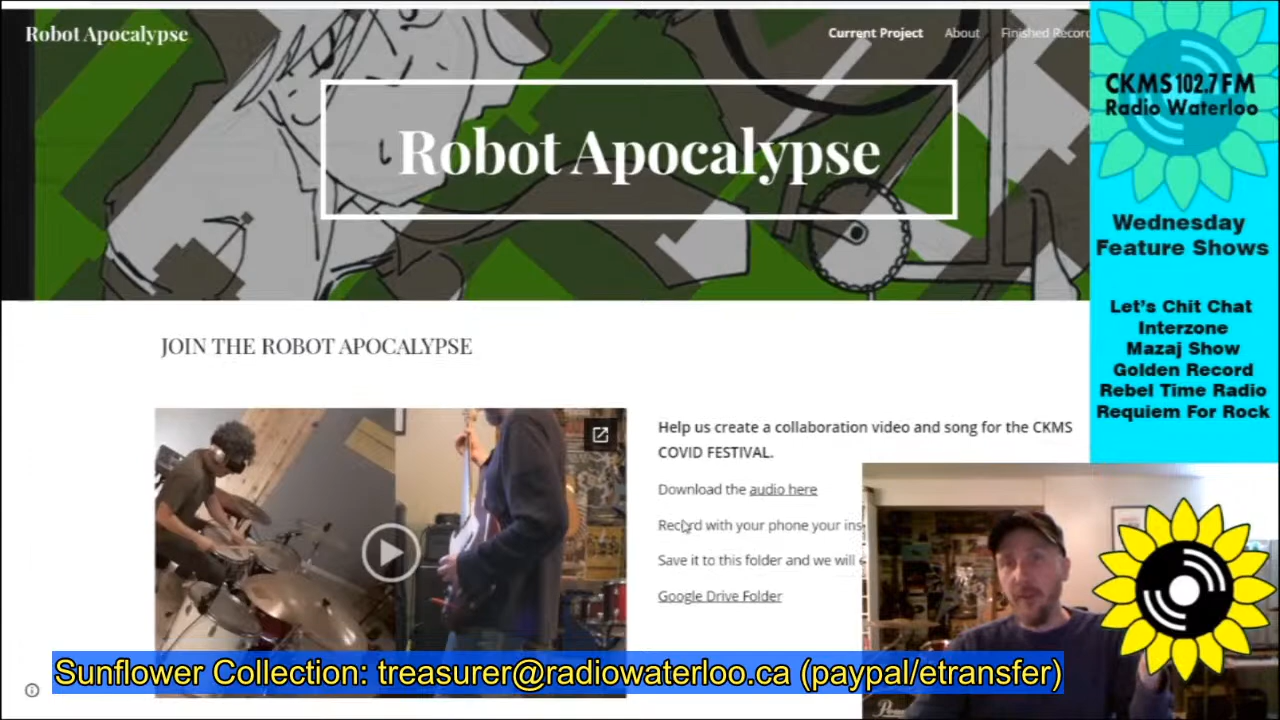 Robot Apocalypse
Current Project About Finished Record
Robot Apocalypse
JOIN THE ROBOT APOCALYPSE
Help us create a collaboration video and song for the CKMS
COVID FESTIVAL.
Download the audio here
Record with your phone your ins
Save it to this folder and we will
Google Drive Folder
CKMS 102.7 FM
Radio Waterloo
Wednesday
Feature Shows
Let's Chit Chat
Interzone
Mazaj Show
Golden Record
Rebel Time Radio
Requiem For Rock
Sunflower Collection: treasurer@radiowaterloo.ca (paypal/etransfer)